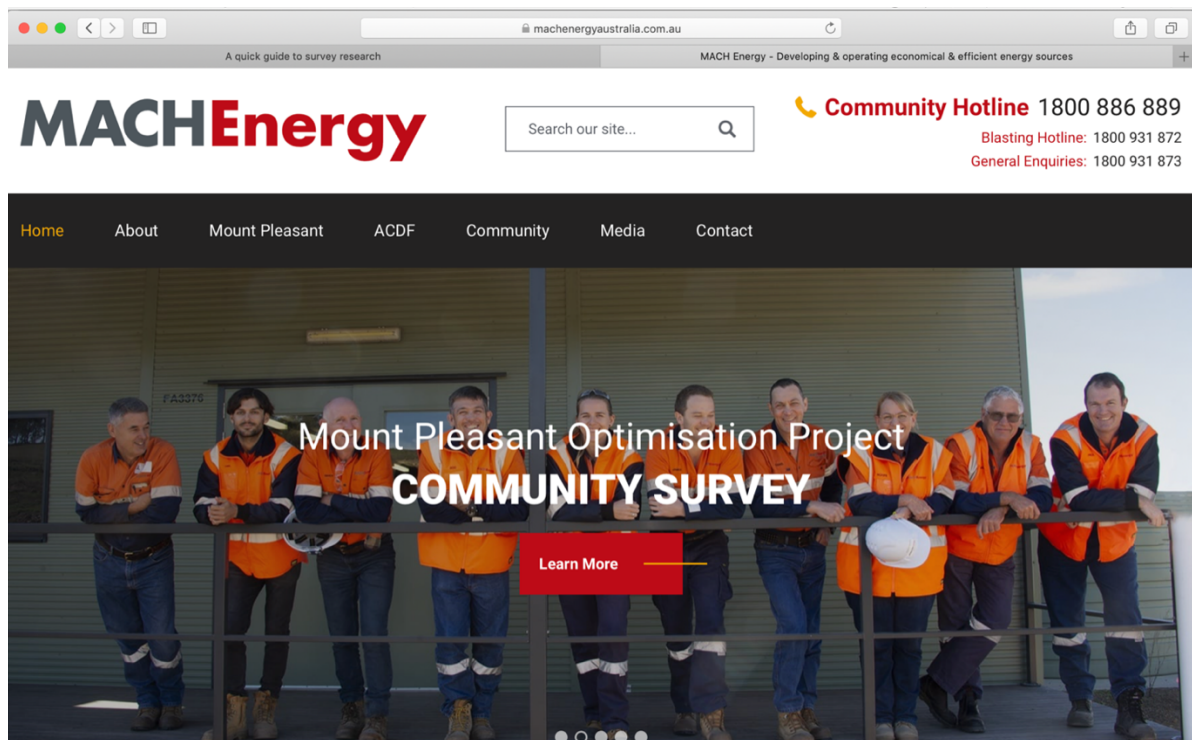 machenergyaustralia.com.au
A quick guide to survey research
MACH Energy - Developing & operating economical & efficient energy sources
MACHEnergy
Search our site...
Community Hotline 1800 886 889
Blasting Hotline: 1800 931 872
General Enquiries: 1800 931 873
Home About Mount Pleasant ACDF Community Media Contact
FA3376
Mount Pleasant Optimisation Project
COMMUNITY SURVEY
Learn More